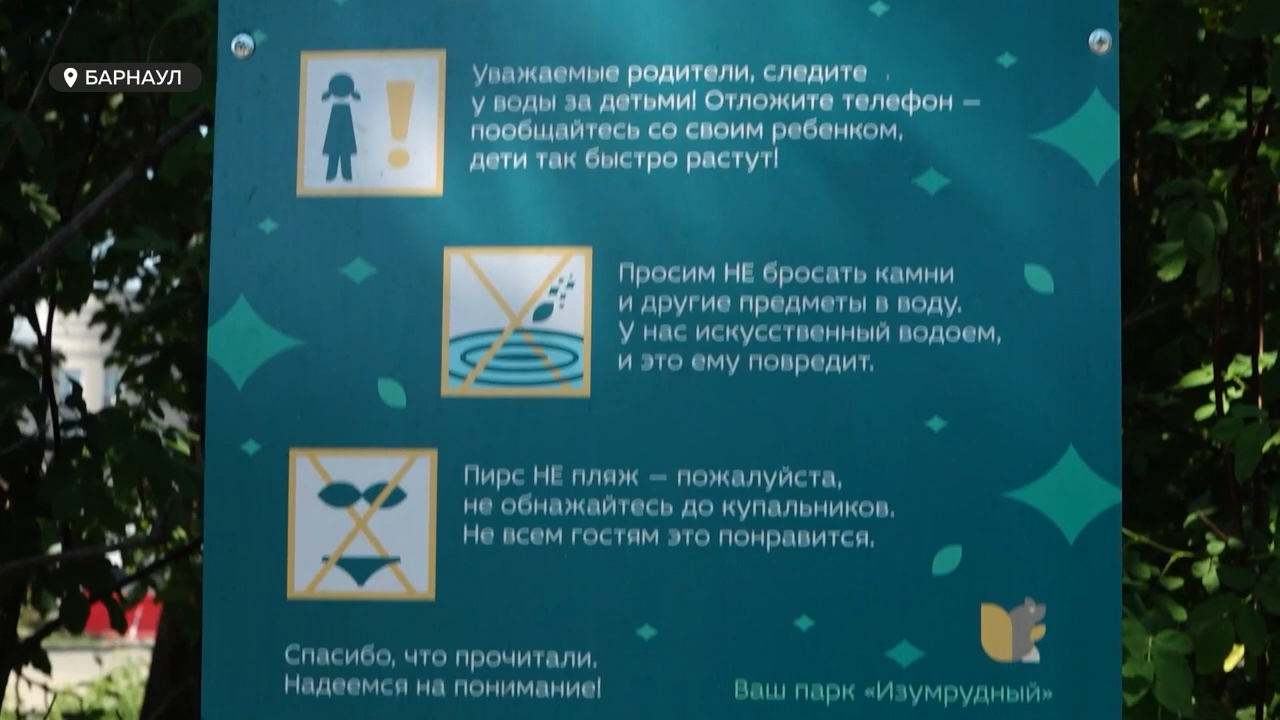 БАРНАУЛ
Уважаемые родители, следите
у воды за детьми! Отложите телефон –
пообщайтесь со своим ребенком,
дети так быстро растут!
Просим НЕ бросать камни
и другие предметы в воду.
У нас искусственный водоем,
и это ему повредит.
Пирс НЕ пляж – пожалуйста,
не обнажайтесь до купальников.
Не всем гостям это понравится.
Спасибо, что прочитали.
Надеемся на понимание!
Ваш парк «Изумрудный»